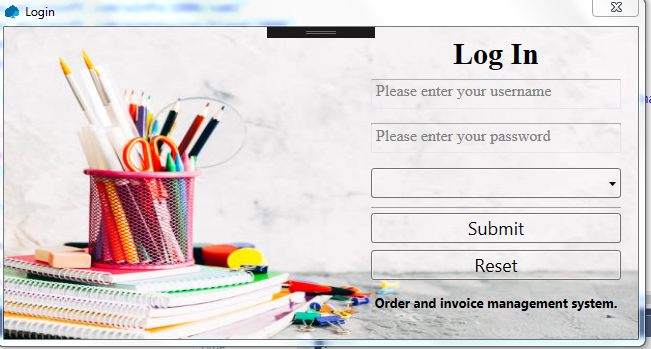 Login
Log In
Please enter your username
Please enter your password
Submit
Reset
Order and invoice management system.